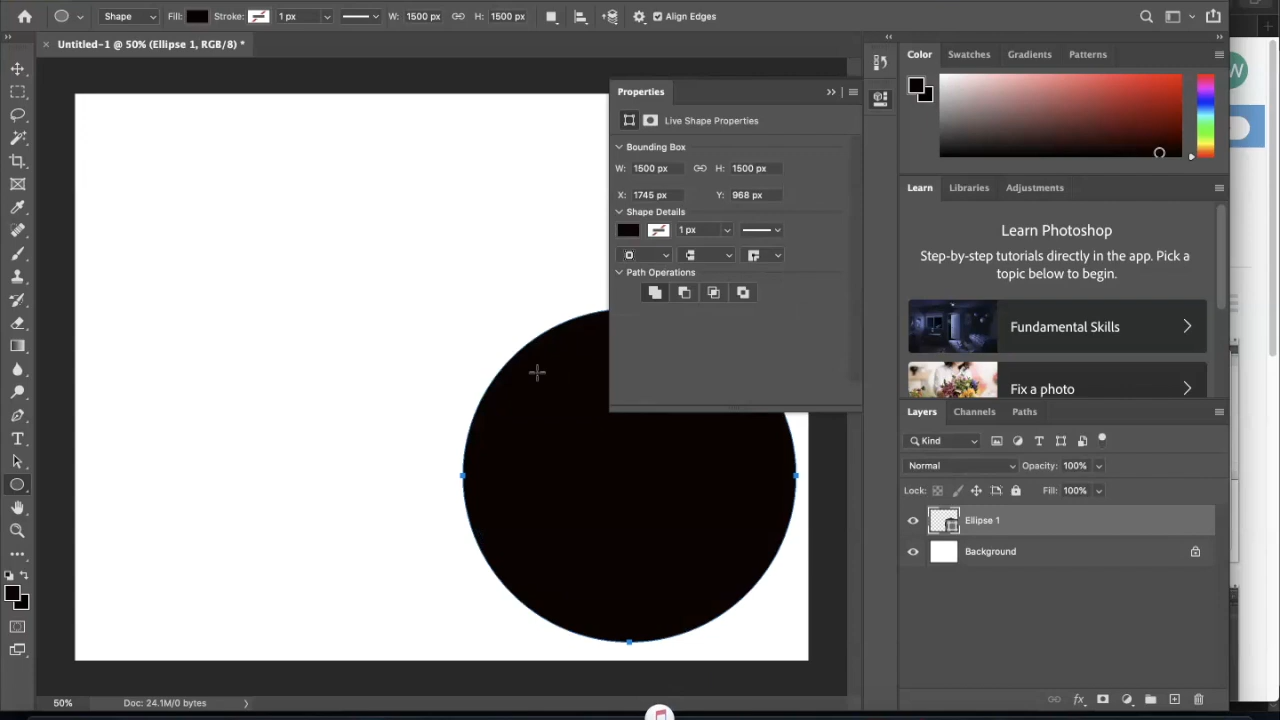 Shape Fill: Stroke: 1 px W: 1500 px H: 1500 px Align Edges
× Untitled-1 @ 50% (Ellipse 1, RGB/8) *
Properties
Live Shape Properties
Bounding Box
W: 1500 px H: 1500 px
X: 1745 px Y: 968 px
Shape Details
1 px
Path Operations
Color Swatches Gradients Patterns
W
Learn Libraries Adjustments
Learn Photoshop
Step-by-step tutorials directly in the app. Pick a
topic below to begin.
Fundamental Skills
Fix a photo
Layers Channels Paths
Kind
Normal Opacity: 100%
Lock: Fill: 100%
Ellipse 1
Background
50% Doc: 24.1M/0 bytes